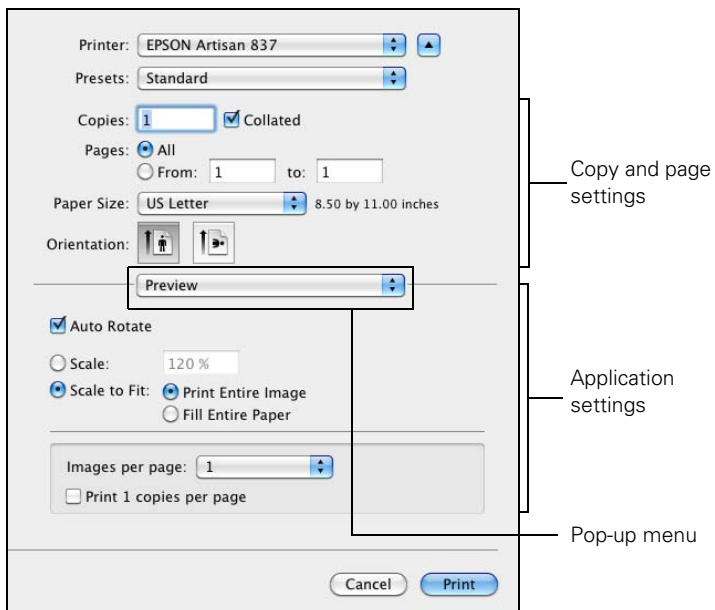 Printer: EPSON Artisan 837
Presets: Standard
Copies: 1 Collated
Pages: All
From: 1 to: 1
Paper Size: US Letter 8.50 by 11.00 inches
Orientation:
Copy and page
settings
Preview
Auto Rotate
Scale: 120 %
Scale to Fit: Print Entire Image
Fill Entire Paper
Images per page: 1
Print 1 copies per page
Application
settings
Pop-up menu
Cancel Print